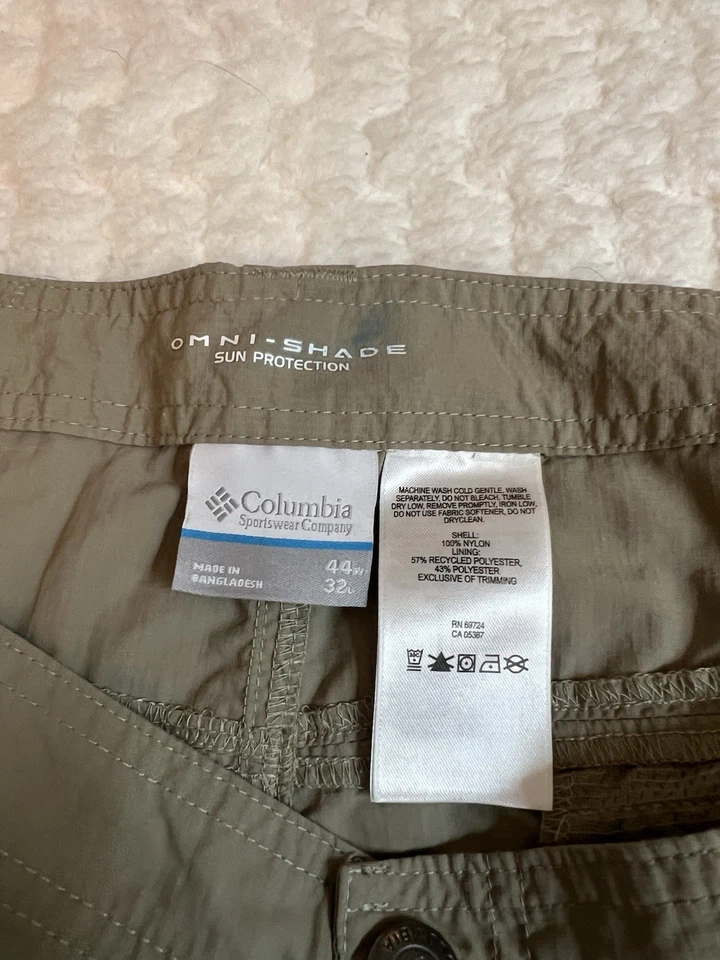 OMNI-SHADE
SUN PROTECTION
Columbia
Sportswear Company
MADE IN
BANGLADESH
44W
32L
MACHINE WASH COLD GENTLE, WASH
SEPARATELY, DO NOT BLEACH, TUMBLE
DRY LOW, REMOVE PROMPTLY, IRON LOW,
DO NOT USE FABRIC SOFTENER, DO NOT
DRYCLEAN.
SHELL:
100% NYLON
LINING:
57% RECYCLED POLYESTER,
43% POLYESTER
EXCLUSIVE OF TRIMMING
RN 69724
CA 05367